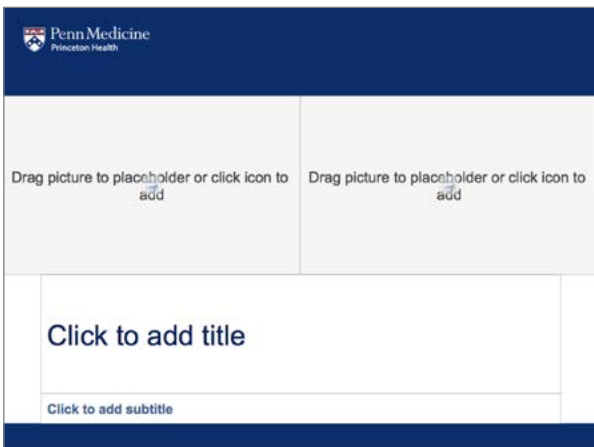 Penn Medicine
Princeton Health
Drag picture to placeholder or click icon to
add
Drag picture to placeholder or click icon to
add
Click to add title
Click to add subtitle